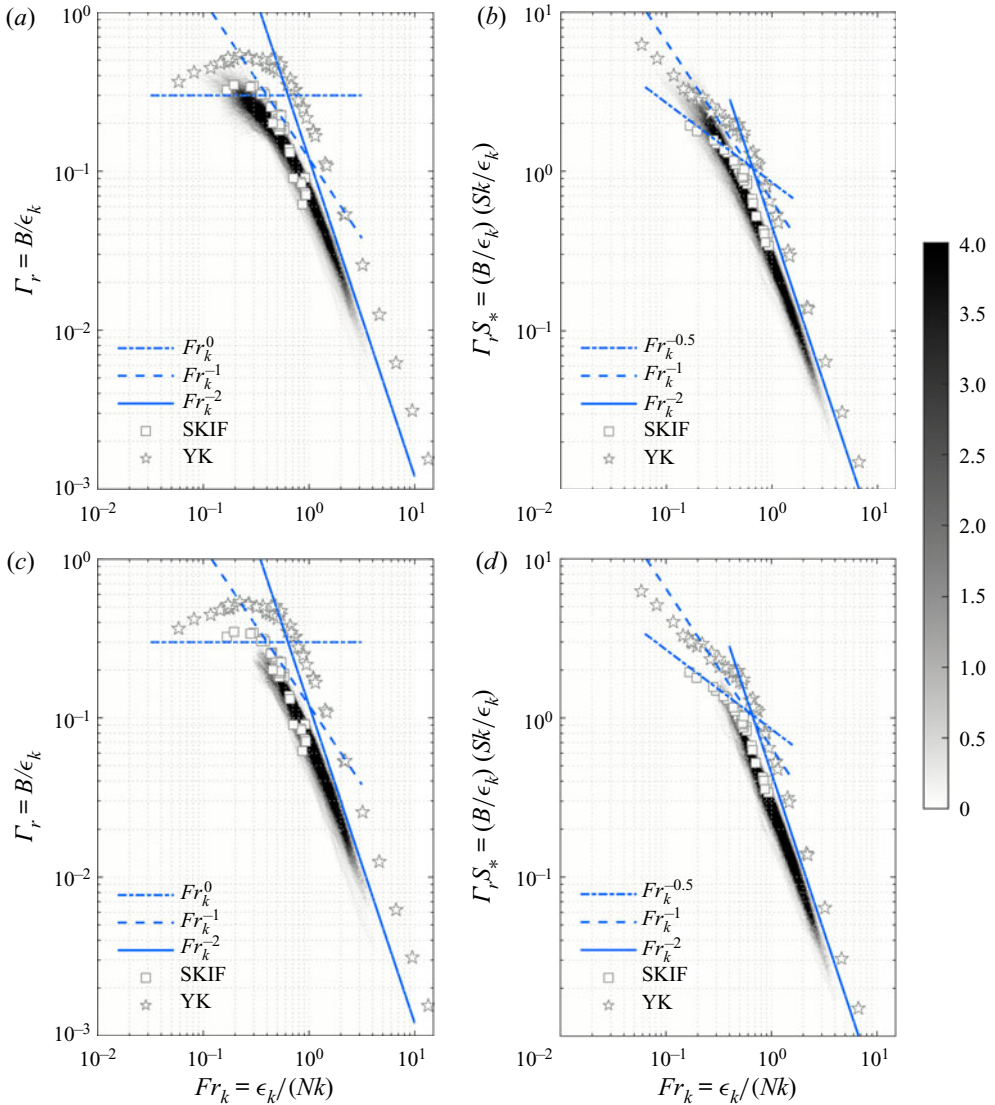 (a)
10^0
10^-1
10^-2
10^-3
Γ_r = B/ϵ_k
Fr_k^0
Fr_k^-1
Fr_k^-2
SKIF
YK
10^-2
10^-1
10^0
10^1
(b)
10^1
10^0
10^-1
Γ_r S_* = (B/ϵ_k) (Sk/ϵ_k)
Fr_k^-0.5
Fr_k^-1
Fr_k^-2
SKIF
YK
10^-2
10^-1
10^0
10^1
4.0
3.5
3.0
2.5
2.0
1.5
1.0
0.5
0
(c)
10^0
10^-1
10^-2
10^-3
Γ_r = B/ϵ_k
Fr_k^0
Fr_k^-1
Fr_k^-2
SKIF
YK
10^-2
10^-1
10^0
10^1
Fr_k = ϵ_k/(Nk)
(d)
10^1
10^0
10^-1
Γ_r S_* = (B/ϵ_k) (Sk/ϵ_k)
Fr_k^-0.5
Fr_k^-1
Fr_k^-2
SKIF
YK
10^-2
10^-1
10^0
10^1
Fr_k = ϵ_k/(Nk)